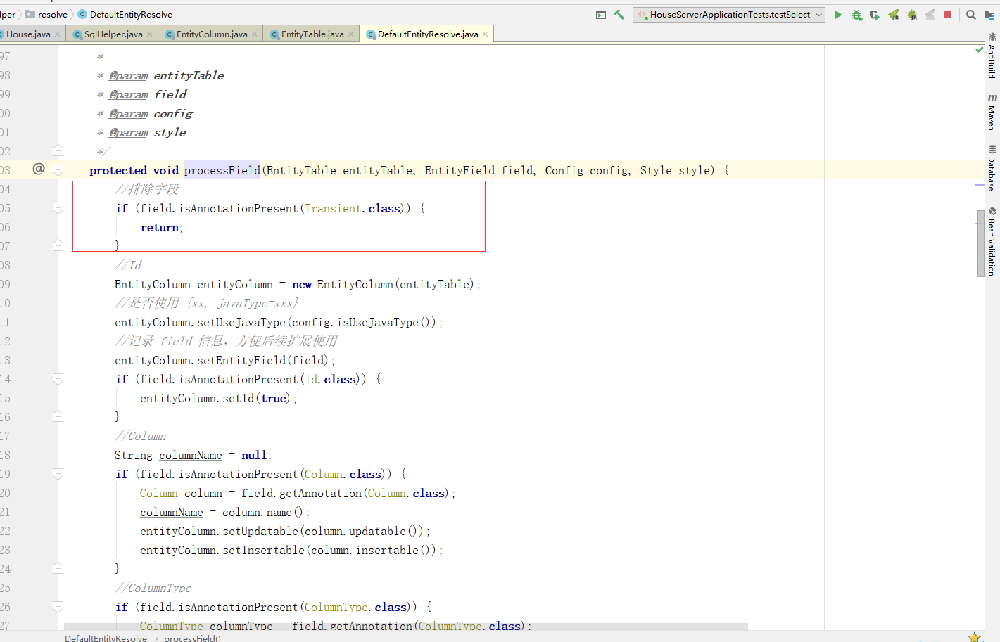 lper resolve DefaultEntityResolve HouseServerApplicationTests.testSelect
House.java SqlHelper.java EntityColumn.java EntityTable.java DefaultEntityResolve.java
97 *
98 * @param entityTable
99 * @param field
00 * @param config
01 * @param style
02 */
03 @ protected void processField(EntityTable entityTable, EntityField field, Config config, Style style) {
04 //排除字段
05 if (field.isAnnotationPresent(Transient.class)) {
06 return;
07 }
08 //Id
09 EntityColumn entityColumn = new EntityColumn(entityTable);
10 //是否使用 {xx, javaType=xxx}
11 entityColumn.setUseJavaType(config.isUseJavaType());
12 //记录 field 信息，方便后续扩展使用
13 entityColumn.setEntityField(field);
14 if (field.isAnnotationPresent(Id.class)) {
15 entityColumn.setId(true);
16 }
17 //Column
18 String columnName = null;
19 if (field.isAnnotationPresent(Column.class)) {
20 Column column = field.getAnnotation(Column.class);
21 columnName = column.name();
22 entityColumn.setUpdatable(column.updatable());
23 entityColumn.setInsertable(column.insertable());
24 }
25 //ColumnType
26 if (field.isAnnotationPresent(ColumnType.class)) {
27 ColumnType columnType = field.getAnnotation(ColumnType.class);
DefaultEntityResolve › processField()
Ant Build
Maven
Database
Bean Validation